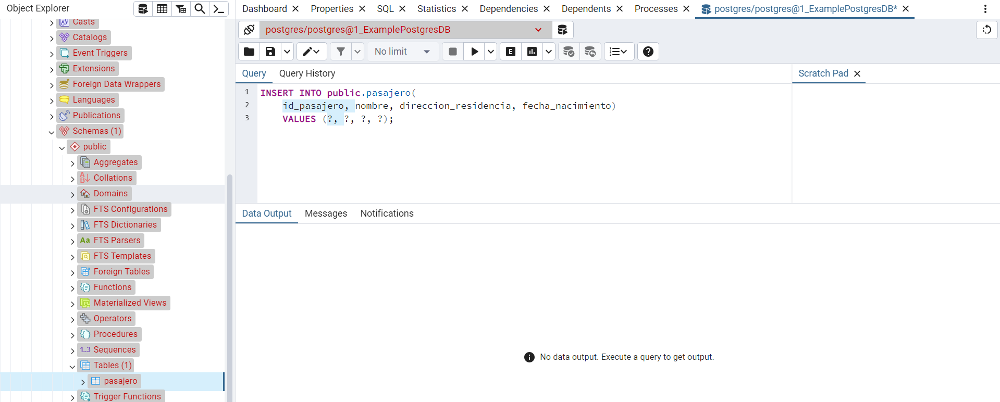 Object Explorer
Dashboard
Properties
SQL
Statistics
Dependencies
Dependents
Processes
postgres/postgres@1_ExamplePostgresDB*
postgres/postgres@1_ExamplePostgresDB
No limit
E
Query
Query History
Scratch Pad
1 INSERT INTO public.pasajero(
2 id_pasajero, nombre, direccion_residencia, fecha_nacimiento)
3 VALUES (?, ?, ?, ?);
Data Output
Messages
Notifications
No data output. Execute a query to get output.
Casts
Catalogs
Event Triggers
Extensions
Foreign Data Wrappers
Languages
Publications
Schemas (1)
public
Aggregates
Collations
Domains
FTS Configurations
FTS Dictionaries
Aa FTS Parsers
FTS Templates
Foreign Tables
Functions
Materialized Views
Operators
Procedures
1..3 Sequences
Tables (1)
pasajero
Trigger Functions